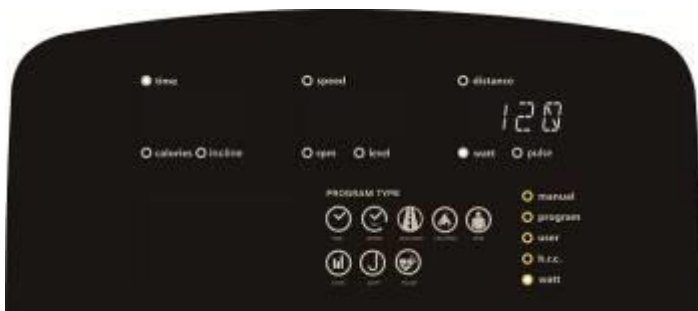 time speed distance
120
calories incline rpm level watt pulse
PROGRAM TYPE
manual
program
user
h.r.c.
watt